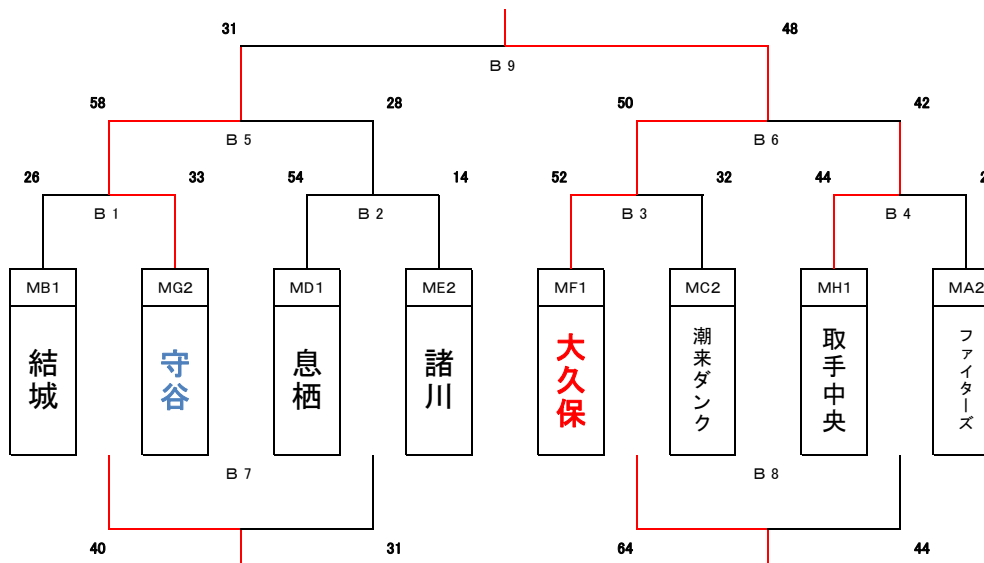 31 48
B 9
58 28 50 42
B 5 B 6
26 33 54 14 52 32 44 2
B 1 B 2 B 3 B 4
MB1 MG2 MD1 ME2 MF1 MC2 MH1 MA2
結城
守谷
息栖
諸川
大久保
潮来ダンク
取手中央
ファイターズ
B 7 B 8
40 31 64 44